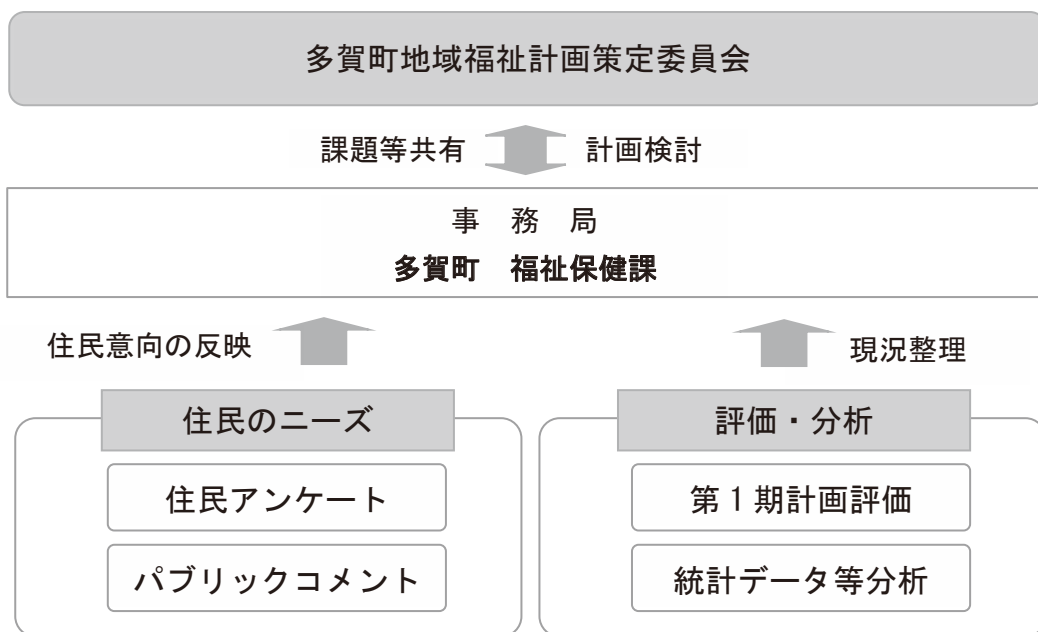 多賀町地域福祉計画策定委員会
課題等共有
計画検討
事　務　局
多賀町　福祉保健課
住民意向の反映
現況整理
住民のニーズ
住民アンケート
パブリックコメント
評価・分析
第1期計画評価
統計データ等分析